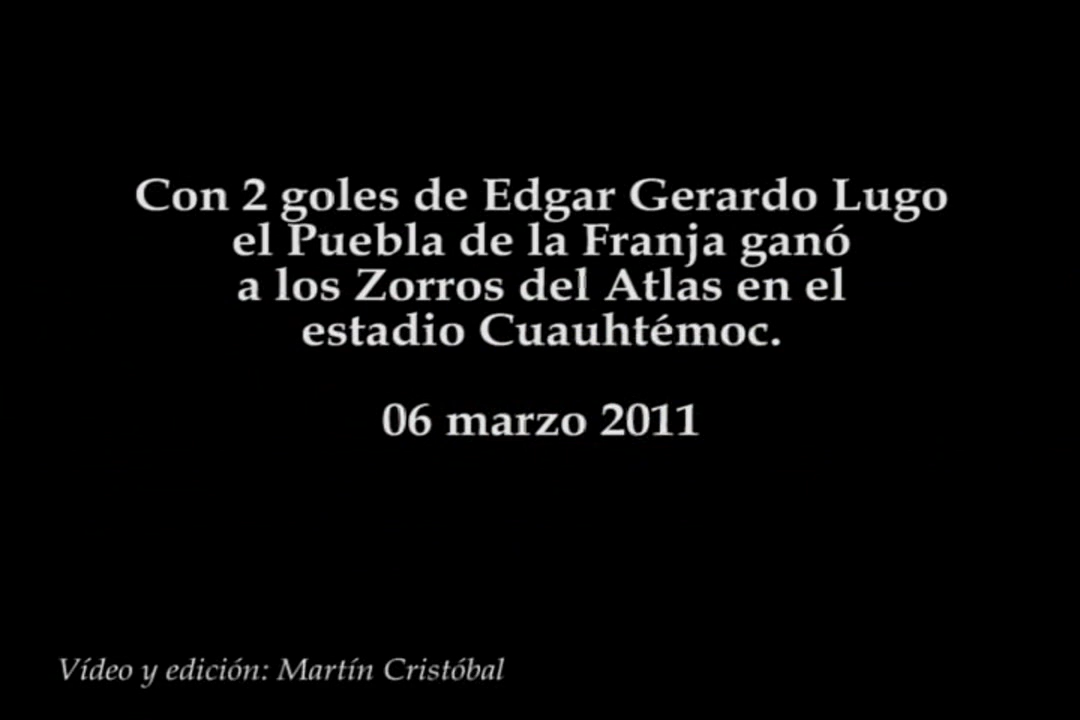 Con 2 goles de Edgar Gerardo Lugo
el Puebla de la Franja ganó
a los Zorros del Atlas en el
estadio Cuauhtémoc.
06 marzo 2011
Vídeo y edición: Martín Cristóbal